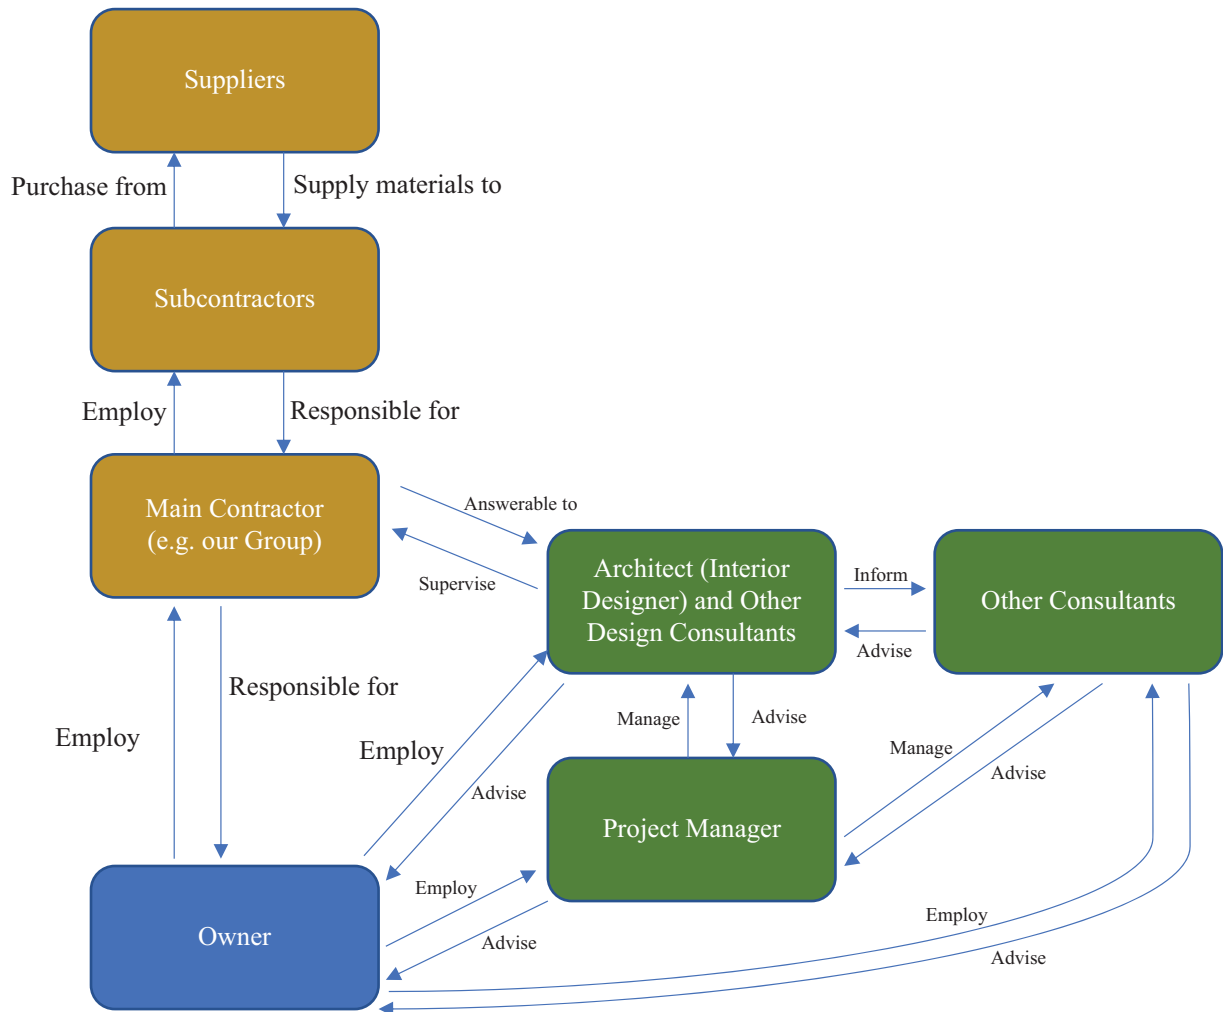 Suppliers
Purchase from
Supply materials to
Subcontractors
Employ
Responsible for
Main Contractor
(e.g. our Group)
Answerable to
Supervise
Architect (Interior
Designer) and Other
Design Consultants
Inform
Advise
Other Consultants
Responsible for
Employ
Employ
Advise
Manage
Advise
Manage
Advise
Project Manager
Owner
Employ
Advise
Employ
Advise